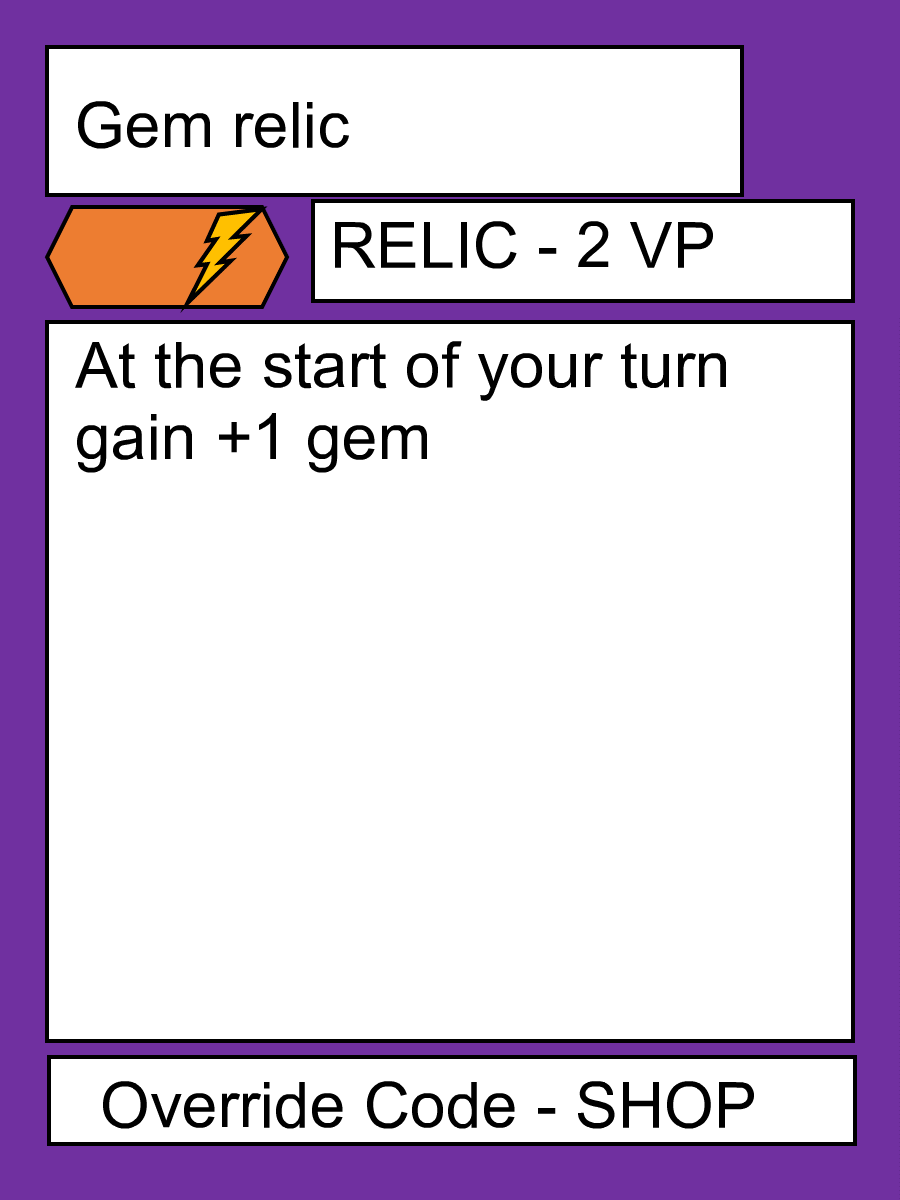 Gem relic
RELIC - 2 VP
At the start of your turn
gain +1 gem
Override Code - SHOP